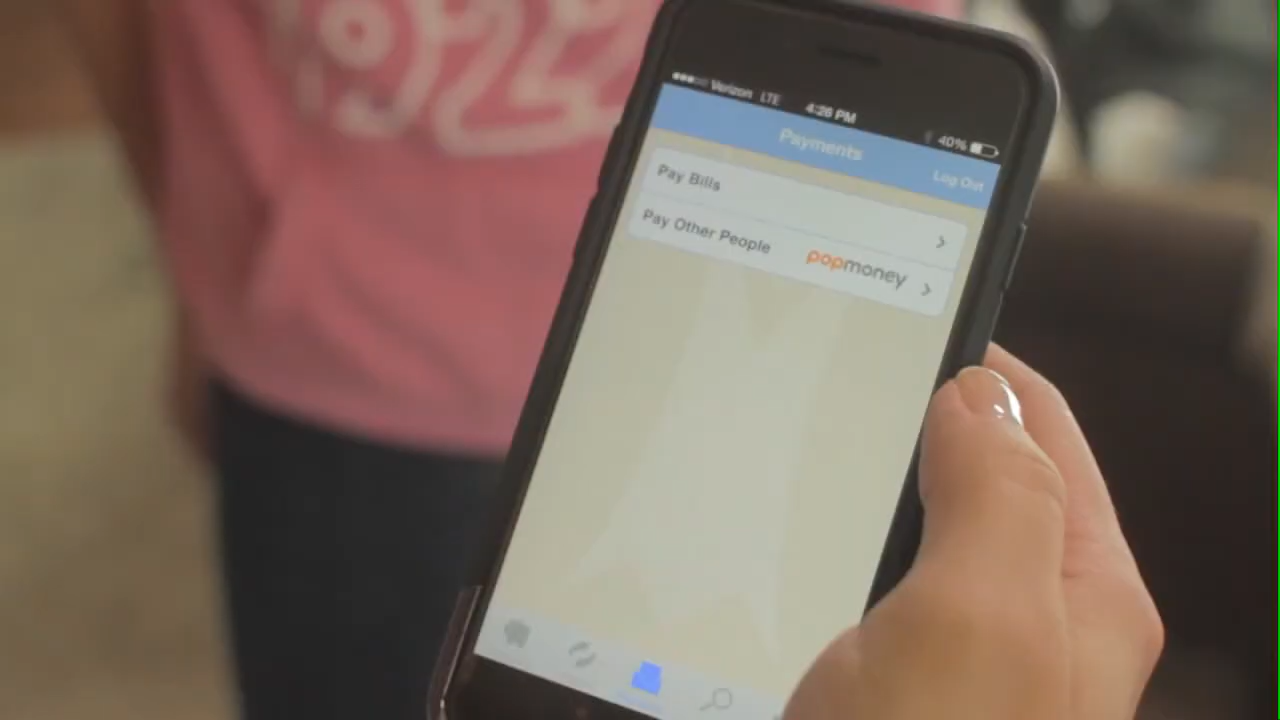 Verizon LTE 4:26 PM 40%
Payments
Log Out
Pay Bills
Pay Other People popmoney